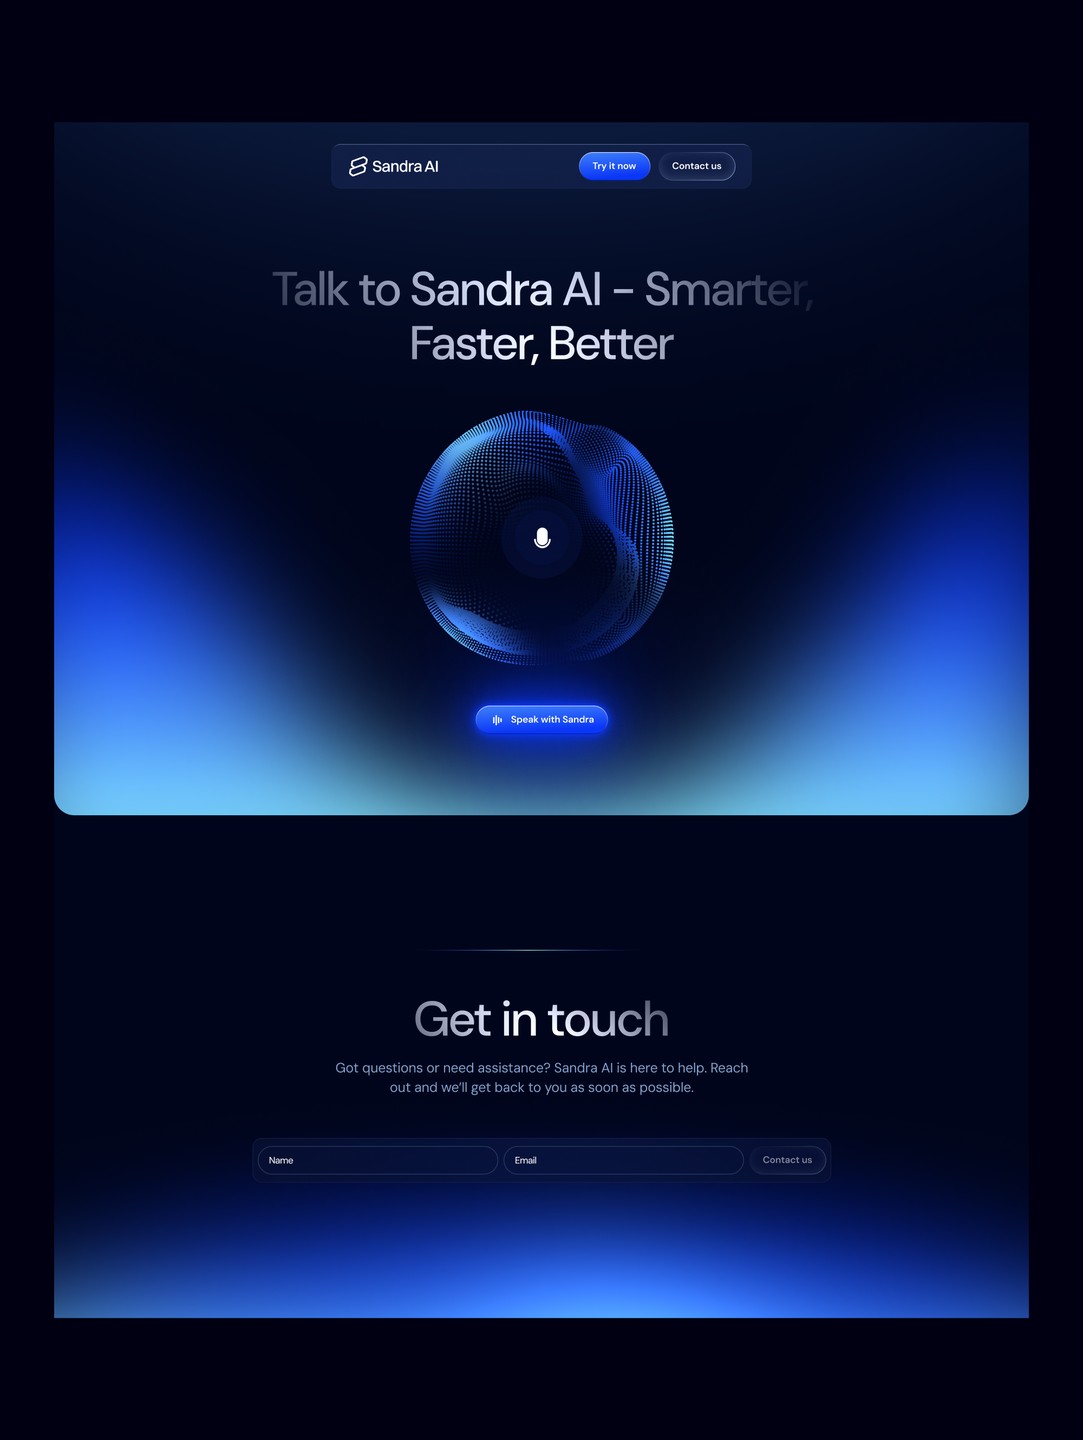 Sandra AI
Try it now
Contact us
Talk to Sandra AI – Smarter,
Faster, Better
Speak with Sandra
Get in touch
Got questions or need assistance? Sandra AI is here to help. Reach
out and we’ll get back to you as soon as possible.
Name
Email
Contact us